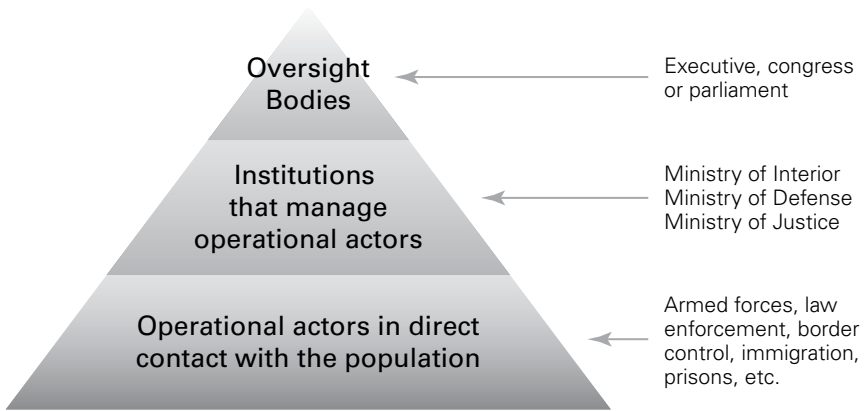 Oversight
Bodies
Executive, congress
or parliament
Institutions
that manage
operational actors
Ministry of Interior
Ministry of Defense
Ministry of Justice
Operational actors in direct
contact with the population
Armed forces, law
enforcement, border
control, immigration,
prisons, etc.